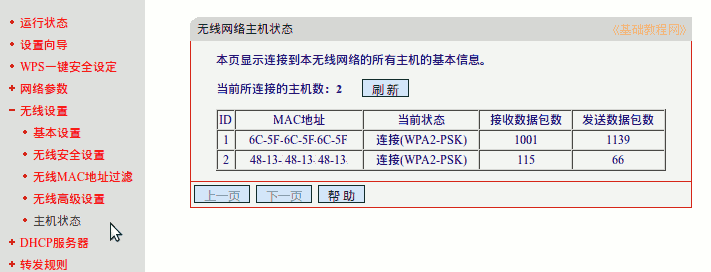 运行状态
设置向导
WPS一键安全设定
网络参数
无线设置
基本设置
无线安全设置
无线MAC地址过滤
无线高级设置
主机状态
DHCP服务器
转发规则
无线网络主机状态
《基础教程网》
本页显示连接到本无线网络的所有主机的基本信息。
当前所连接的主机数：2 刷 新
ID MAC地址 当前状态 接收数据包数 发送数据包数
1 6C-5F-6C-5F-6C-5F 连接(WPA2-PSK) 1001 1139
2 48-13- 48-13- 48-13 连接(WPA2-PSK) 115 66
上一页 下一页 帮 助